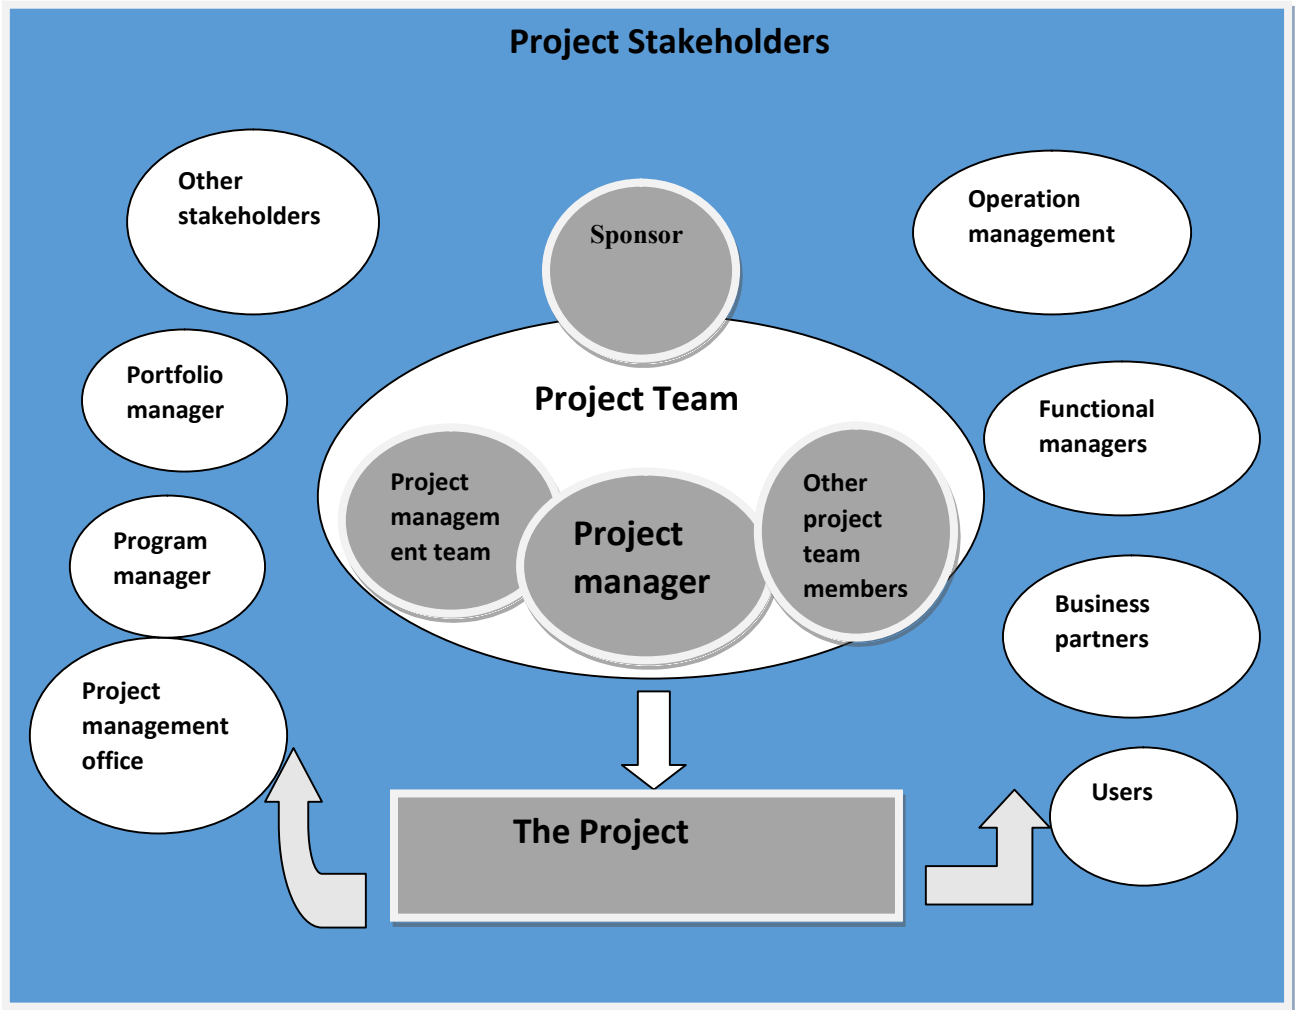 Project Stakeholders
Other
stakeholders
Sponsor
Operation
management
Portfolio
manager
Project Team
Functional
managers
Project
managem
ent team
Project
manager
Other
project
team
members
Program
manager
Business
partners
Project
management
office
Users
The Project